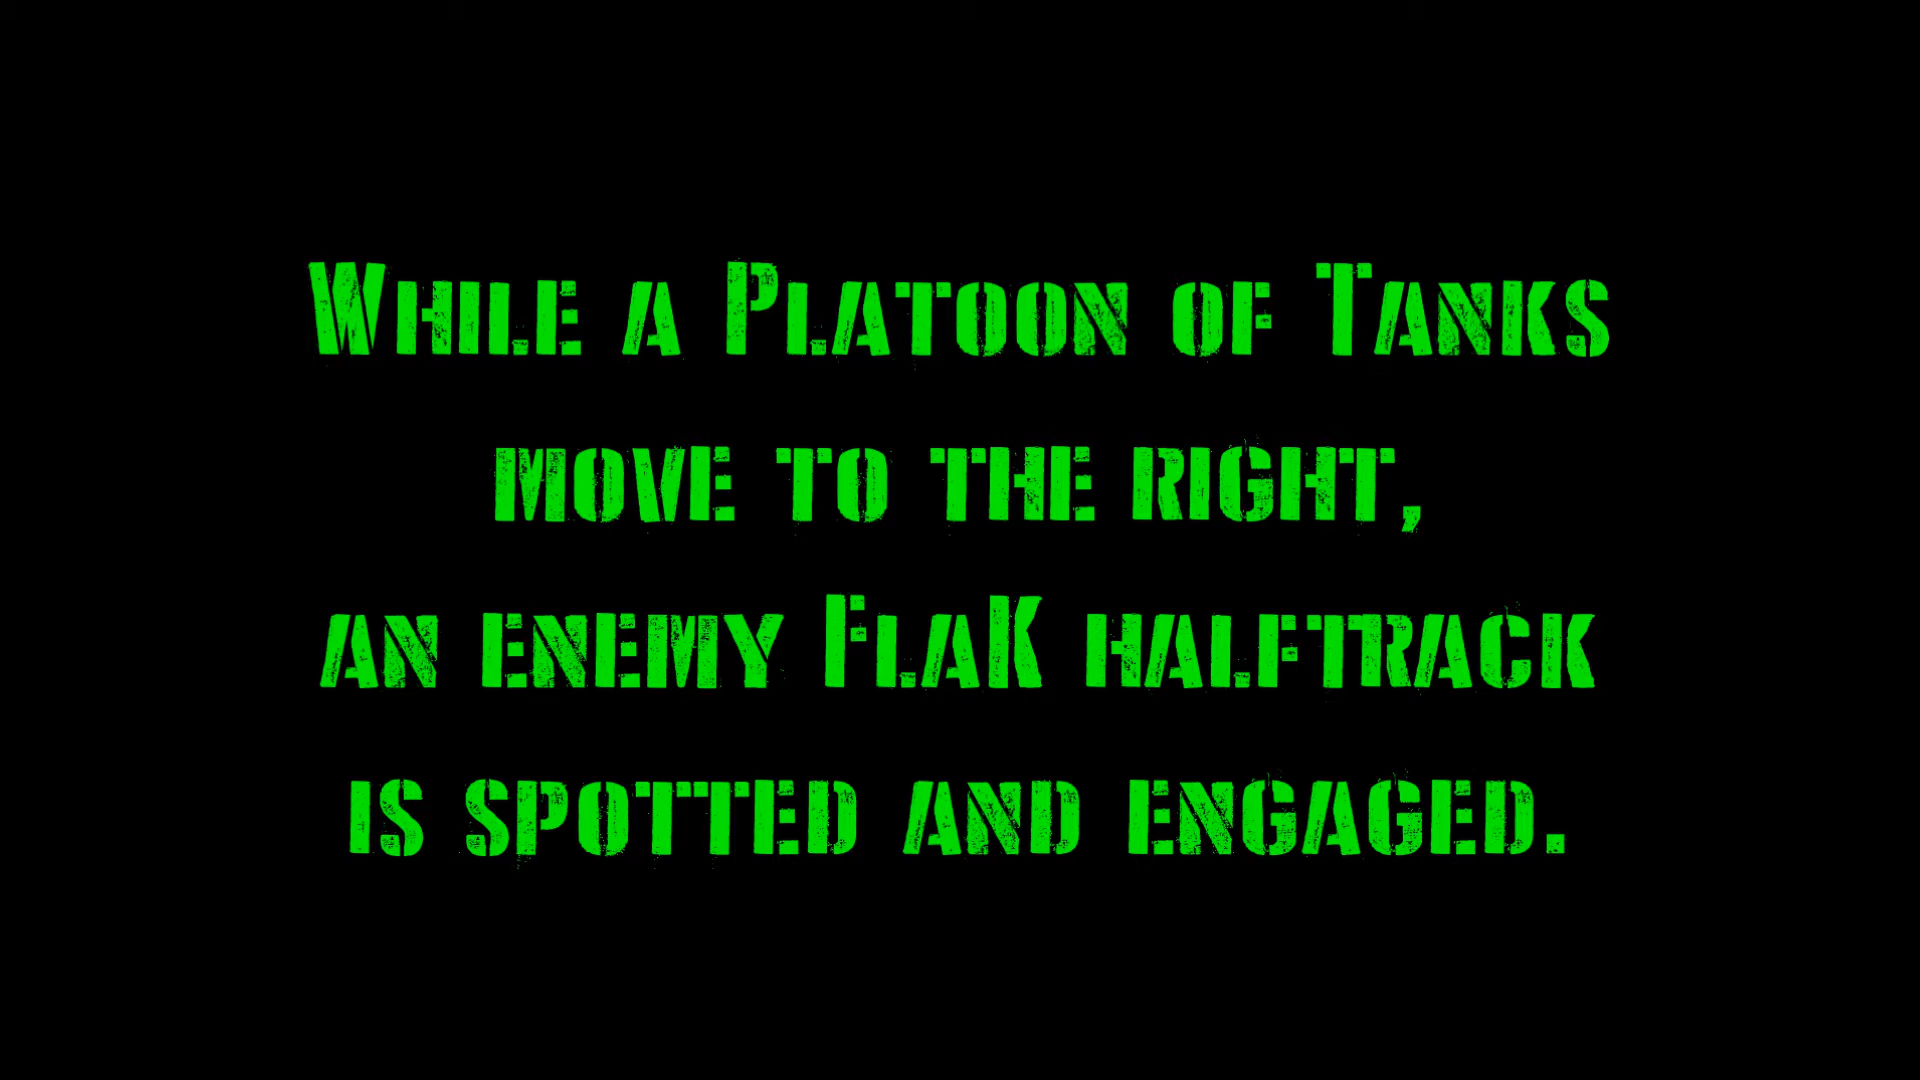 While a Platoon of Tanks
move to the right,
an enemy FlaK halftrack
is spotted and engaged.